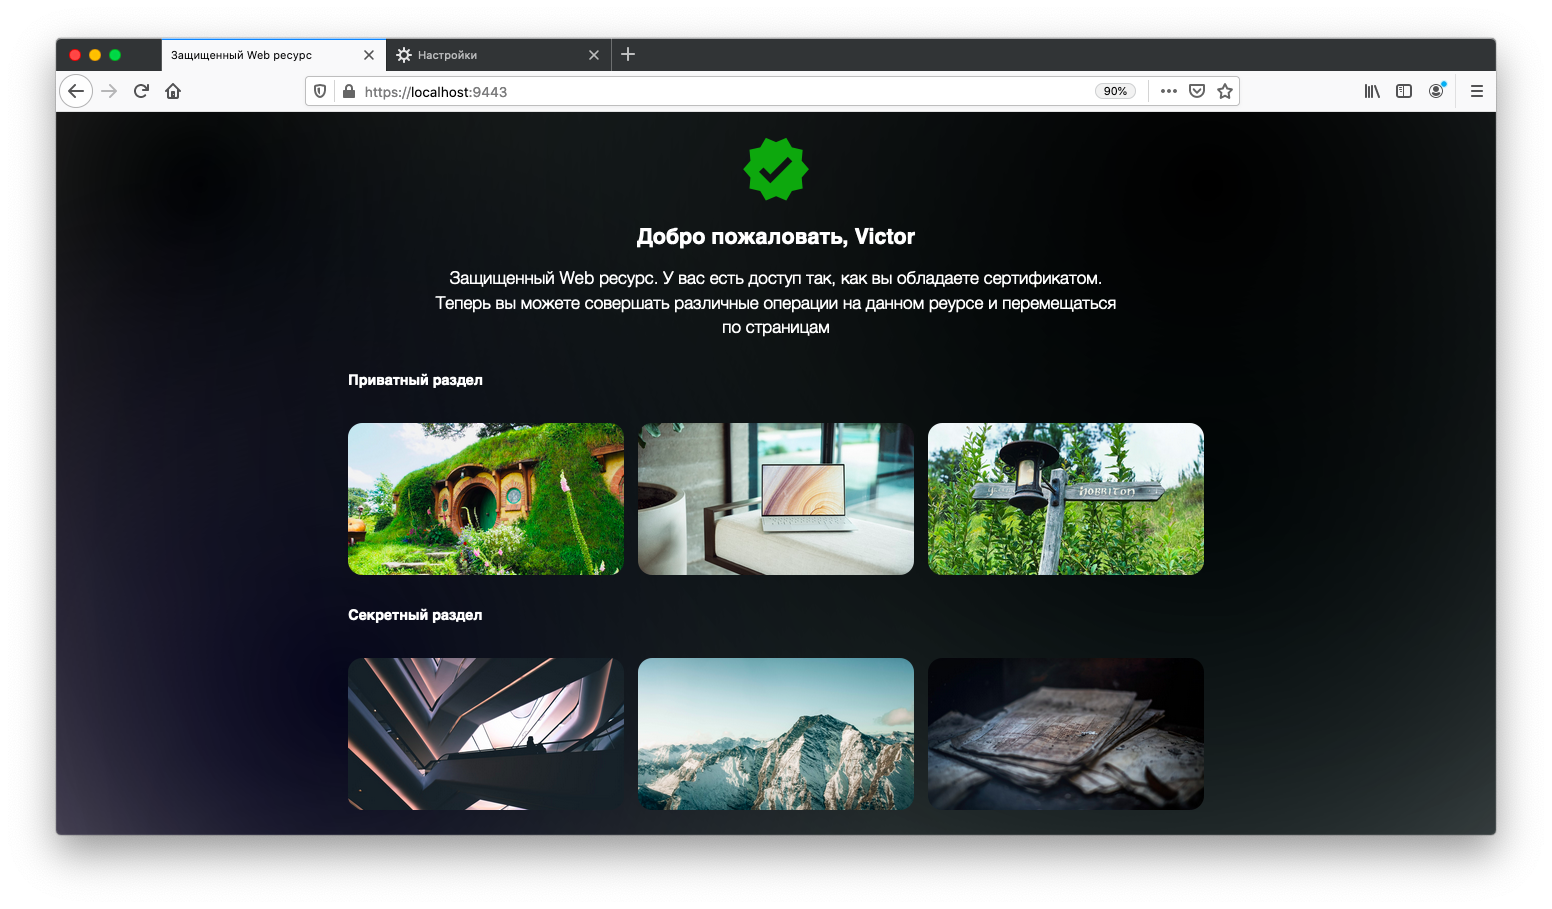 Защищенный Web ресурс
Настройки
https://localhost:9443
90%
Добро пожаловать, Victor
Защищенный Web ресурс. У вас есть доступ так, как вы обладаете сертификатом.
Теперь вы можете совершать различные операции на данном реурсе и перемещаться
по страницам
Приватный раздел
HOBBITON
Секретный раздел